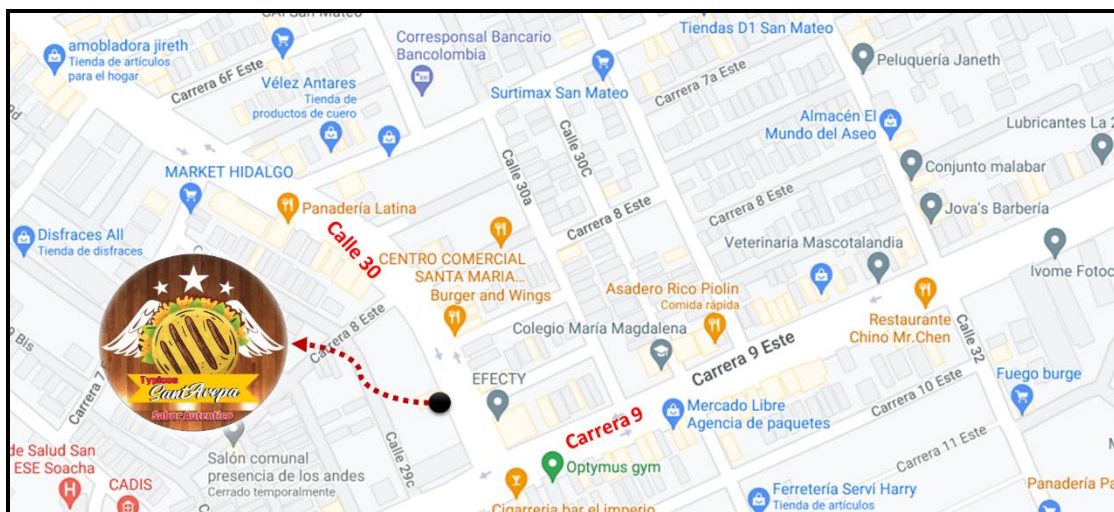 CAI San Mateo
amobladora jireth
Tienda de artículos
para el hogar
Carrera 6F Este
Vélez Antares
Tienda de
productos de cuero
Corresponsal Bancario
Bancolombia
Surtimax San Mateo
Tiendas D1 San Mateo
Carrera 7a Este
Peluquería Janeth
Almacén El
Mundo del Aseo
Lubricantes La 2
Conjunto malabar
Jova's Barbería
MARKET HIDALGO
Panadería Latina
Calle 30a
Calle 30C
Carrera 8 Este
Carrera 8 Este
Disfraces All
Tienda de disfraces
Calle 30
CENTRO COMERCIAL
SANTA MARIA...
Burger and Wings
Veterinaria Mascotalandia
Ivome Fotoc
Asadero Rico Piolin
Comida rápida
Colegio María Magdalena
Restaurante
Chino Mr.Chen
Calle 32
Bis
Carrera 8 Este
Carrera 7
Typicos
SantArepa
Sabor Autentico
EFECTY
Carrera 9 Este
Carrera 9
Mercado Libre
Agencia de paquetes
Carrera 10 Este
Fuego burge
Carrera 11 Este
Calle 29c
Optymus gym
de Salud San
ESE Soacha
CADIS
Salón comunal
presencia de los andes
Cerrado temporalmente
Cigarreria bar el imperio
Ferretería Servi Harry
Tienda de artículos
Panadería Pa